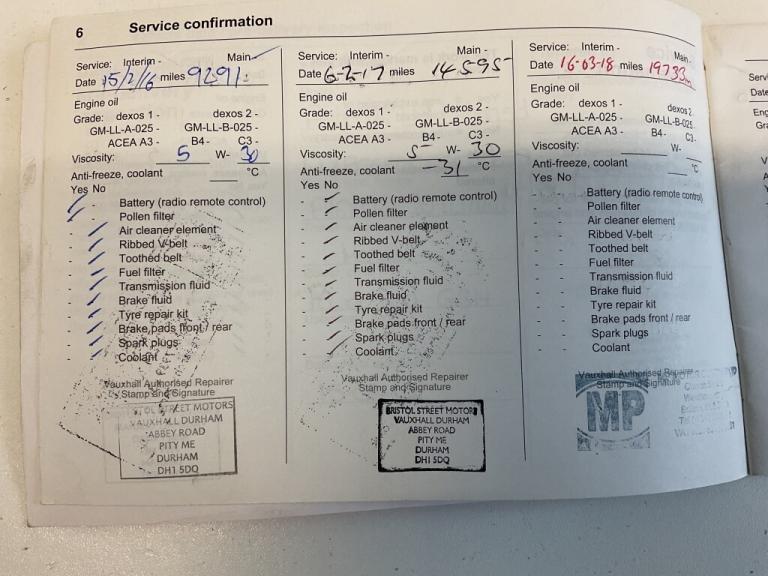 6 Service confirmation
Service: Interim - Main-
Date 15/2/16 miles 9291
Engine oil
Grade: dexos 1 - dexos 2 -
GM-LL-A-025 - GM-LL-B-025 -
ACEA A3 - B4- C3 -
Viscosity: 5 W- 30
Anti-freeze, coolant °C
Yes No
- Battery (radio remote control)
- Pollen filter
- Air cleaner element
- Ribbed V-belt
- Toothed belt
- Fuel filter
- Transmission fluid
- Brake fluid
- Tyre repair kit
- Brake pads front / rear
- Spark plugs
- Coolant
Vauxhall Authorised Repairer
Stamp and Signature
STREET MOTORS
VAUXHALL DURHAM
ABBEY ROAD
PITY ME
DURHAM
DH1 5DQ
Service: Interim - Main -
Date 6-2-17 miles 14595
Engine oil
Grade: dexos 1 - dexos 2 -
GM-LL-A-025 - GM-LL-B-025 -
ACEA A3 - B4- C3 -
Viscosity: 5 W- 30
Anti-freeze, coolant -31 °C
Yes No
- Battery (radio remote control)
- Pollen filter
- Air cleaner element
- Ribbed V-belt
- Toothed belt
- Fuel filter
- Transmission fluid
- Brake fluid
- Tyre repair kit
- Brake pads front / rear
- Spark plugs
- Coolant
Vauxhall Authorised Repairer
Stamp and Signature
BRISTOL STREET MOTORS
VAUXHALL DURHAM
ABBEY ROAD
PITY ME
DURHAM
DH1 5DQ
Service: Interim - Main -
Date 16-03-18 miles 19733m
Engine oil
Grade: dexos 1 - dexos 2 -
GM-LL-A-025 - GM-LL-B-025 -
ACEA A3 - B4- C3 -
Viscosity: W-
Anti-freeze, coolant °C
Yes No
- - Battery (radio remote control)
- - Pollen filter
- - Air cleaner element
- - Ribbed V-belt
- - Toothed belt
- - Fuel filter
- - Transmission fluid
- - Brake fluid
- - Tyre repair kit
- - Brake pads front / rear
- - Spark plugs
- - Coolant
Vauxhall Authorised Repairer
Stamp and Signature
MP